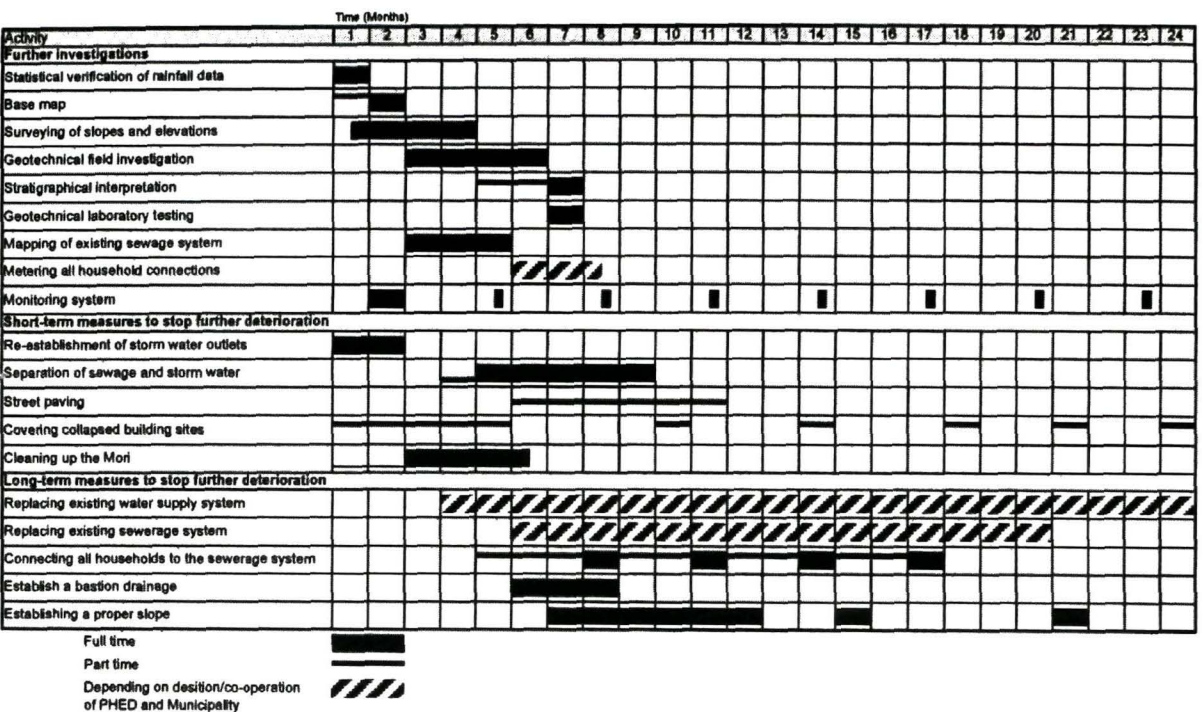 Time (Months)
Activity 1 2 3 4 5 6 7 8 9 10 11 12 13 14 15 16 17 18 19 20 21 22 23 24
Further investigations
Statistical verification of rainfall data
Base map
Surveying of slopes and elevations
Geotechnical field investigation
Stratigraphical interpretation
Geotechnical laboratory testing
Mapping of existing sewage system
Metering all household connections
Monitoring system
Short-term measures to stop further deterioration
Re-establishment of storm water outlets
Separation of sewage and storm water
Street paving
Covering collapsed building sites
Cleaning up the Mori
Long-term measures to stop further deterioration
Replacing existing water supply system
Replacing existing sewerage system
Connecting all households to the sewerage system
Establish a bastion drainage
Establishing a proper slope
Full time
Part time
Depending on desition/co-operation
of PHED and Municipality